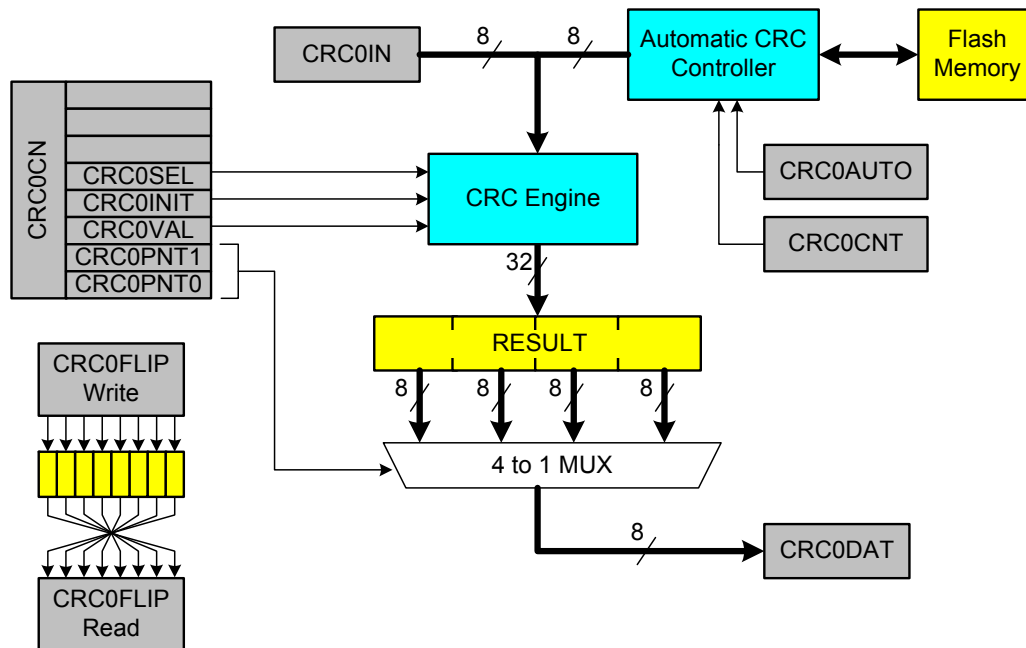 CRC0IN
8
8
Automatic CRC
Controller
Flash
Memory
CRC0CN
CRC0SEL
CRC0INIT
CRC0VAL
CRC0PNT1
CRC0PNT0
CRC Engine
CRC0AUTO
CRC0CNT
32
RESULT
8
8
8
8
4 to 1 MUX
8
CRC0DAT
CRC0FLIP
Write
CRC0FLIP
Read